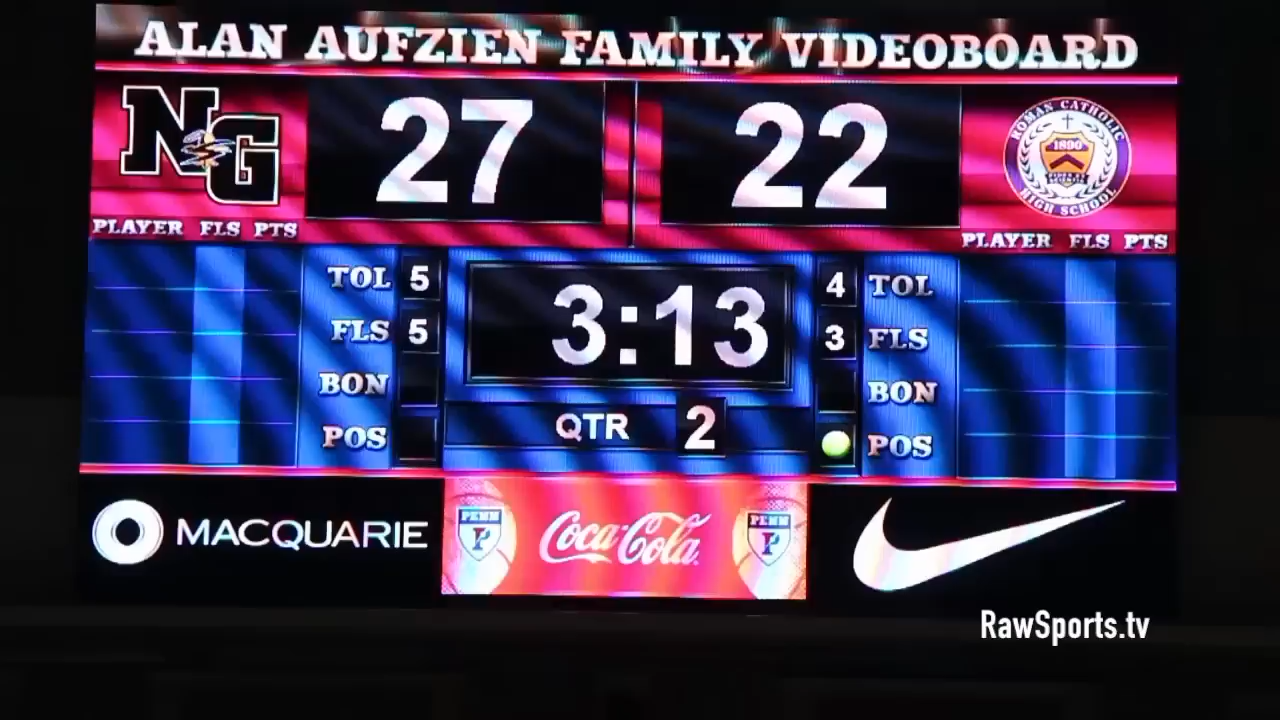 ALAN AUFZIEN FAMILY VIDEOBOARD
NG
27
22
ROMAN CATHOLIC
1890
HIGH SCHOOL
PLAYER FLS PTS
PLAYER FLS PTS
TOL 5
3:13
4 TOL
FLS 5
3 FLS
BON
BON
POS
QTR 2
POS
MACQUARIE
PENN
P
Coca-Cola
PENN
P
RawSports.tv